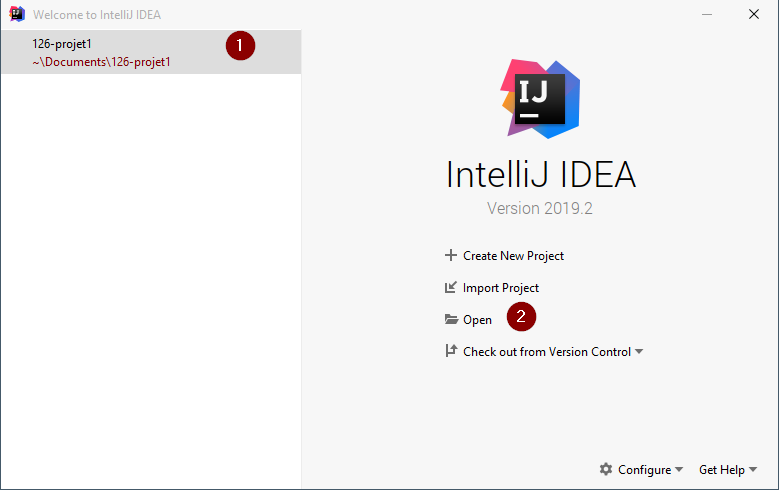 Welcome to IntelliJ IDEA
126-projet1
1
~\Documents\126-projet1
IJ
IntelliJ IDEA
Version 2019.2
Create New Project
Import Project
Open
2
Check out from Version Control
Configure
Get Help